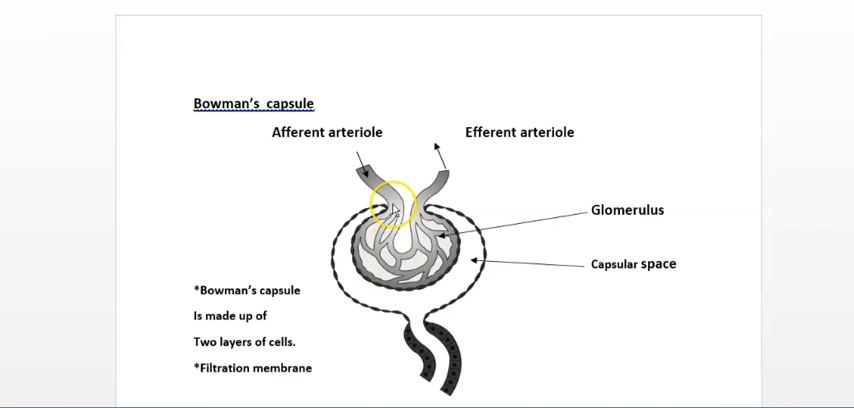 Bowman's  capsule
Afferent arteriole
Efferent arteriole
Glomerulus
Capsular space
*Bowman's capsule
Is made up of
Two layers of cells.
*Filtration membrane